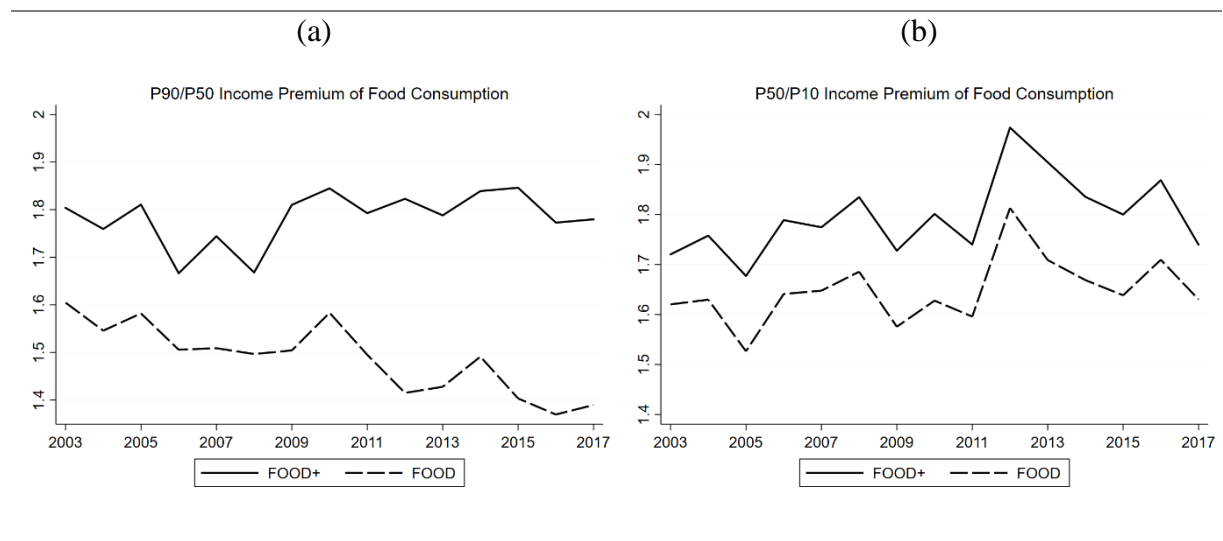 (a)
P90/P50 Income Premium of Food Consumption
2
1.9
1.8
1.7
1.6
1.5
1.4
2003 2005 2007 2009 2011 2013 2015 2017
FOOD+ FOOD
(b)
P50/P10 Income Premium of Food Consumption
2
1.9
1.8
1.7
1.6
1.5
1.4
2003 2005 2007 2009 2011 2013 2015 2017
FOOD+ FOOD